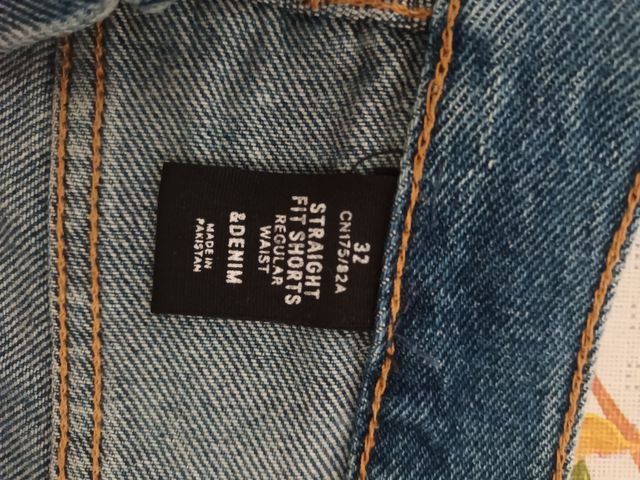 32
CN175/82A
STRAIGHT
FIT SHORTS
REGULAR
WAIST
&DENIM
MADE IN
PAKISTAN